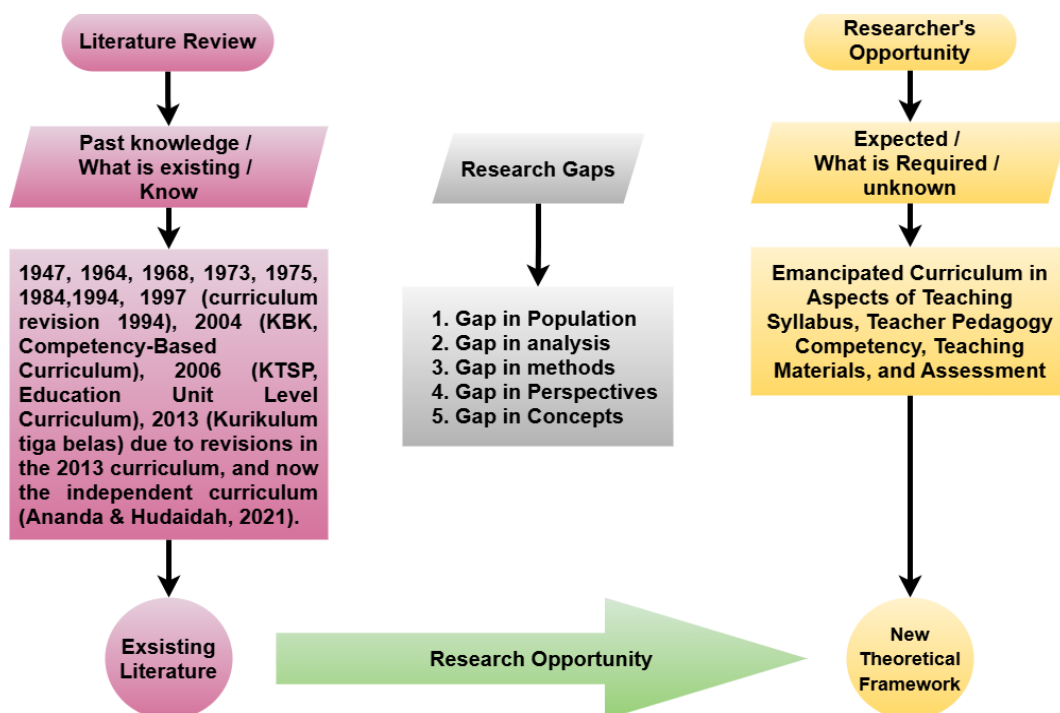 Literature Review
Past knowledge /
What is existing /
Know
1947, 1964, 1968, 1973, 1975,
1984,1994, 1997 (curriculum
revision 1994), 2004 (KBK,
Competency-Based
Curriculum), 2006 (KTSP,
Education Unit Level
Curriculum), 2013 (Kurikulum
tiga belas) due to revisions in
the 2013 curriculum, and now
the independent curriculum
(Ananda & Hudaidah, 2021).
Exsisting
Literature
Research Gaps
1. Gap in Population
2. Gap in analysis
3. Gap in methods
4. Gap in Perspectives
5. Gap in Concepts
Research Opportunity
Researcher's
Opportunity
Expected /
What is Required /
unknown
Emancipated Curriculum in
Aspects of Teaching
Syllabus, Teacher Pedagogy
Competency, Teaching
Materials, and Assessment
New
Theoretical
Framework